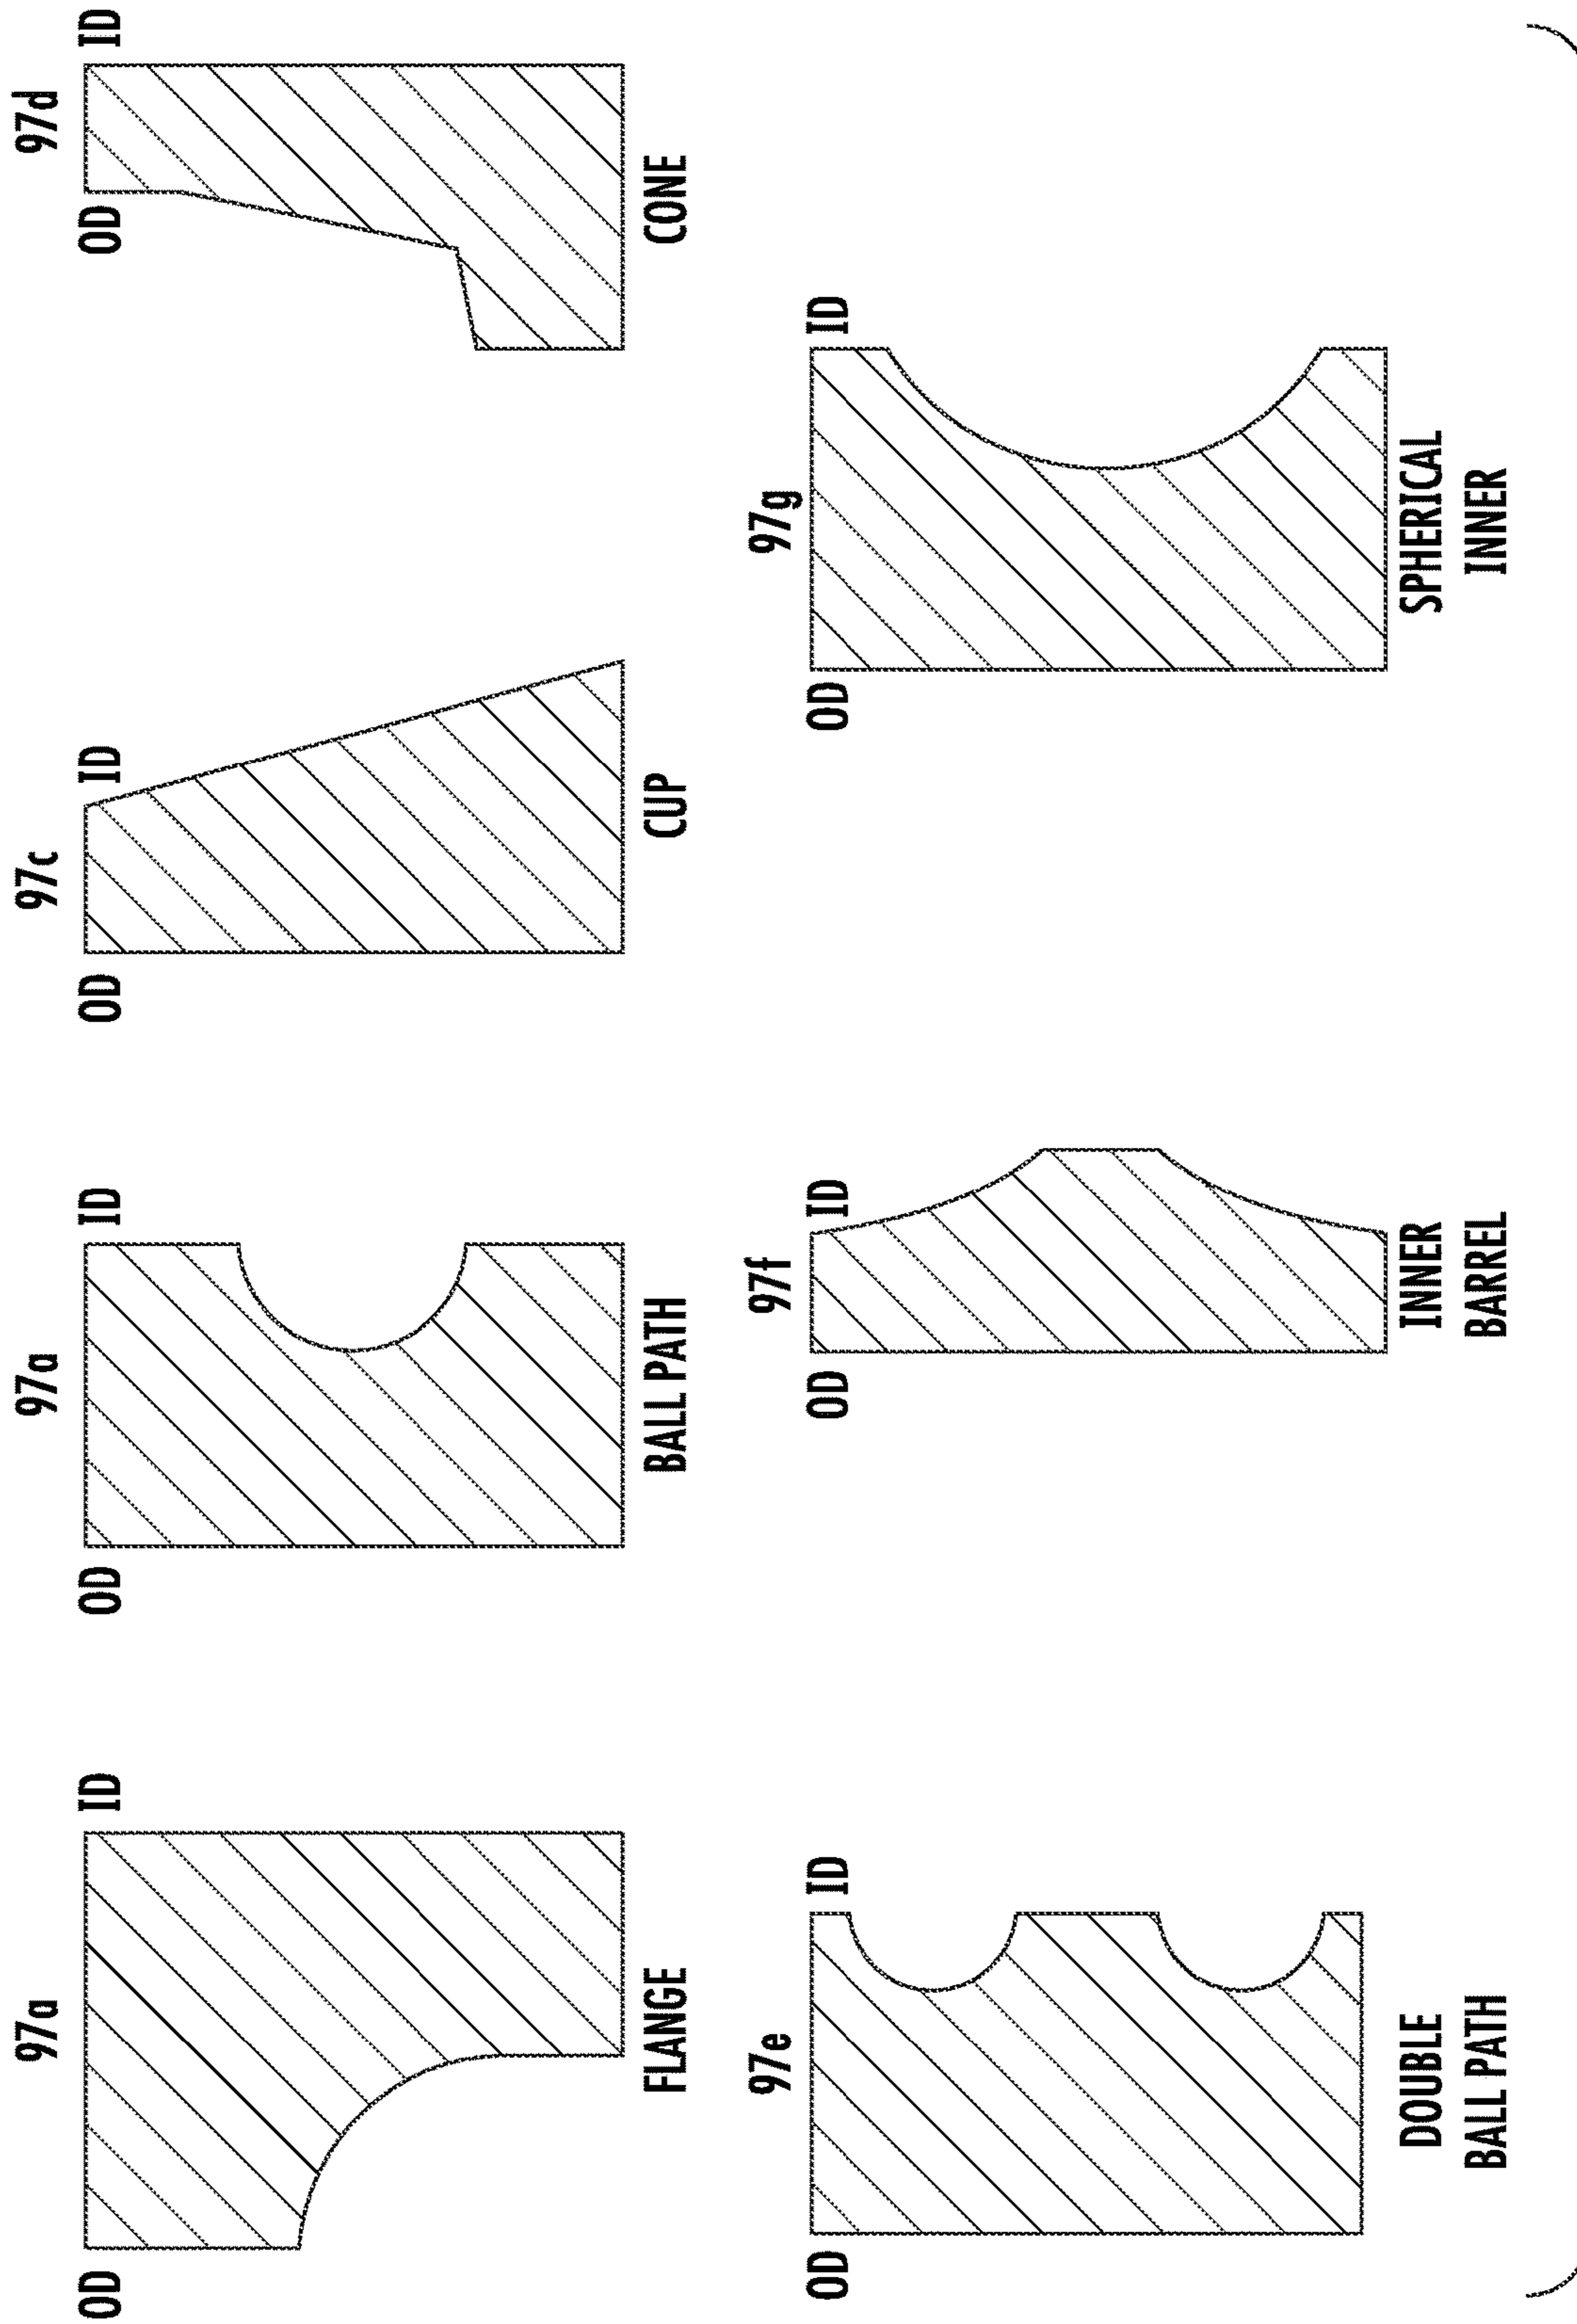 97a
OD
ID
FLANGE
97a
OD
ID
BALL PATH
97c
OD
ID
CUP
97d
OD
ID
CONE
97e
OD
ID
DOUBLE
BALL PATH
97f
OD
ID
INNER
BARREL
97g
OD
ID
SPHERICAL
INNER